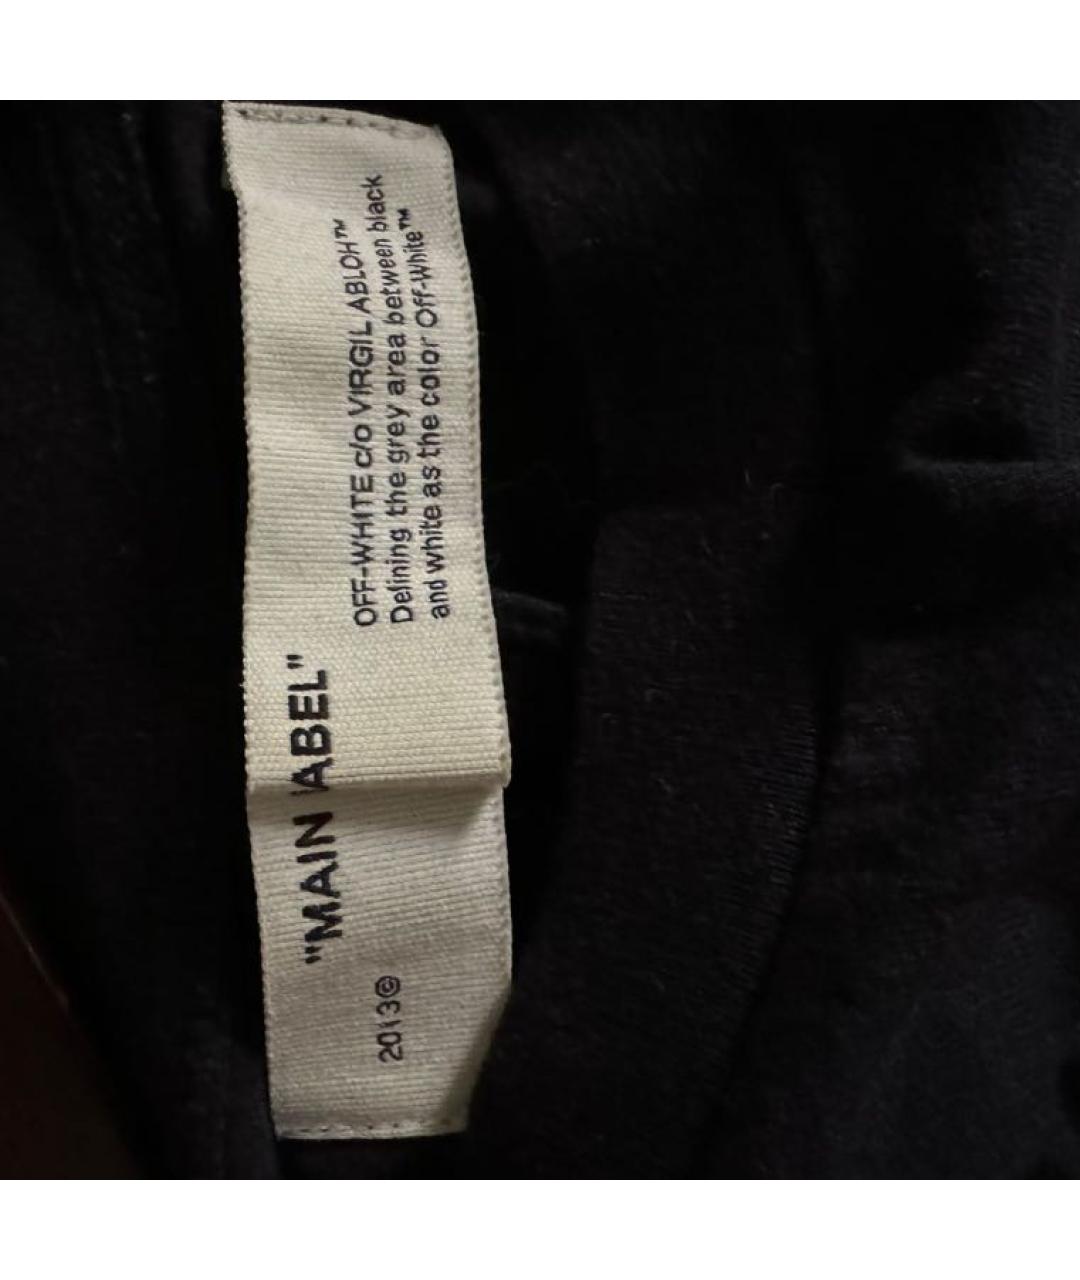 "MAIN LABEL"
2013©
OFF-WHITE c/o VIRGIL ABLOH™
Defining the grey area between black
and white as the color Off-White™